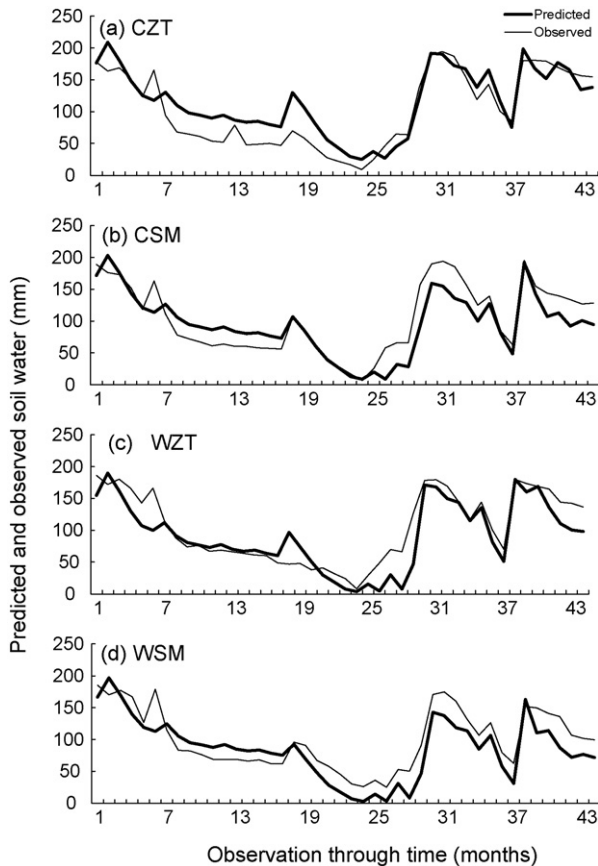 Predicted
Observed
(a) CZT
250
200
150
100
50
0
1 7 13 19 25 31 37 43
(b) CSM
250
200
150
100
50
0
1 7 13 19 25 31 37 43
(c) WZT
250
200
150
100
50
0
1 7 13 19 25 31 37 43
(d) WSM
250
200
150
100
50
0
1 7 13 19 25 31 37 43
Predicted and observed soil water (mm)
Observation through time (months)